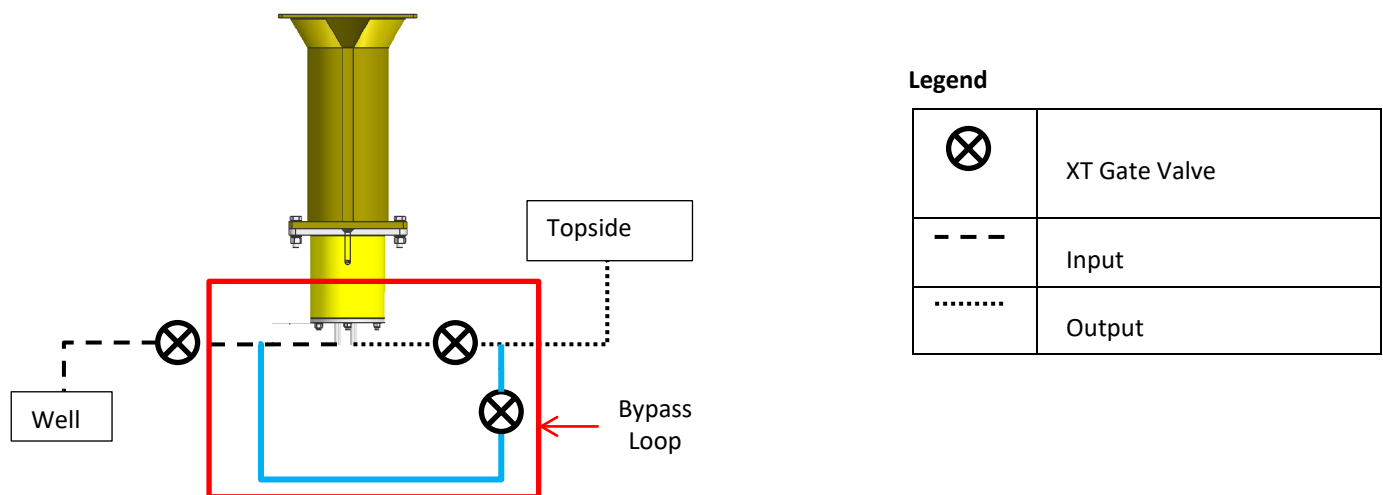 Legend
XT Gate Valve
Topside
Input
Output
Well
Bypass
Loop